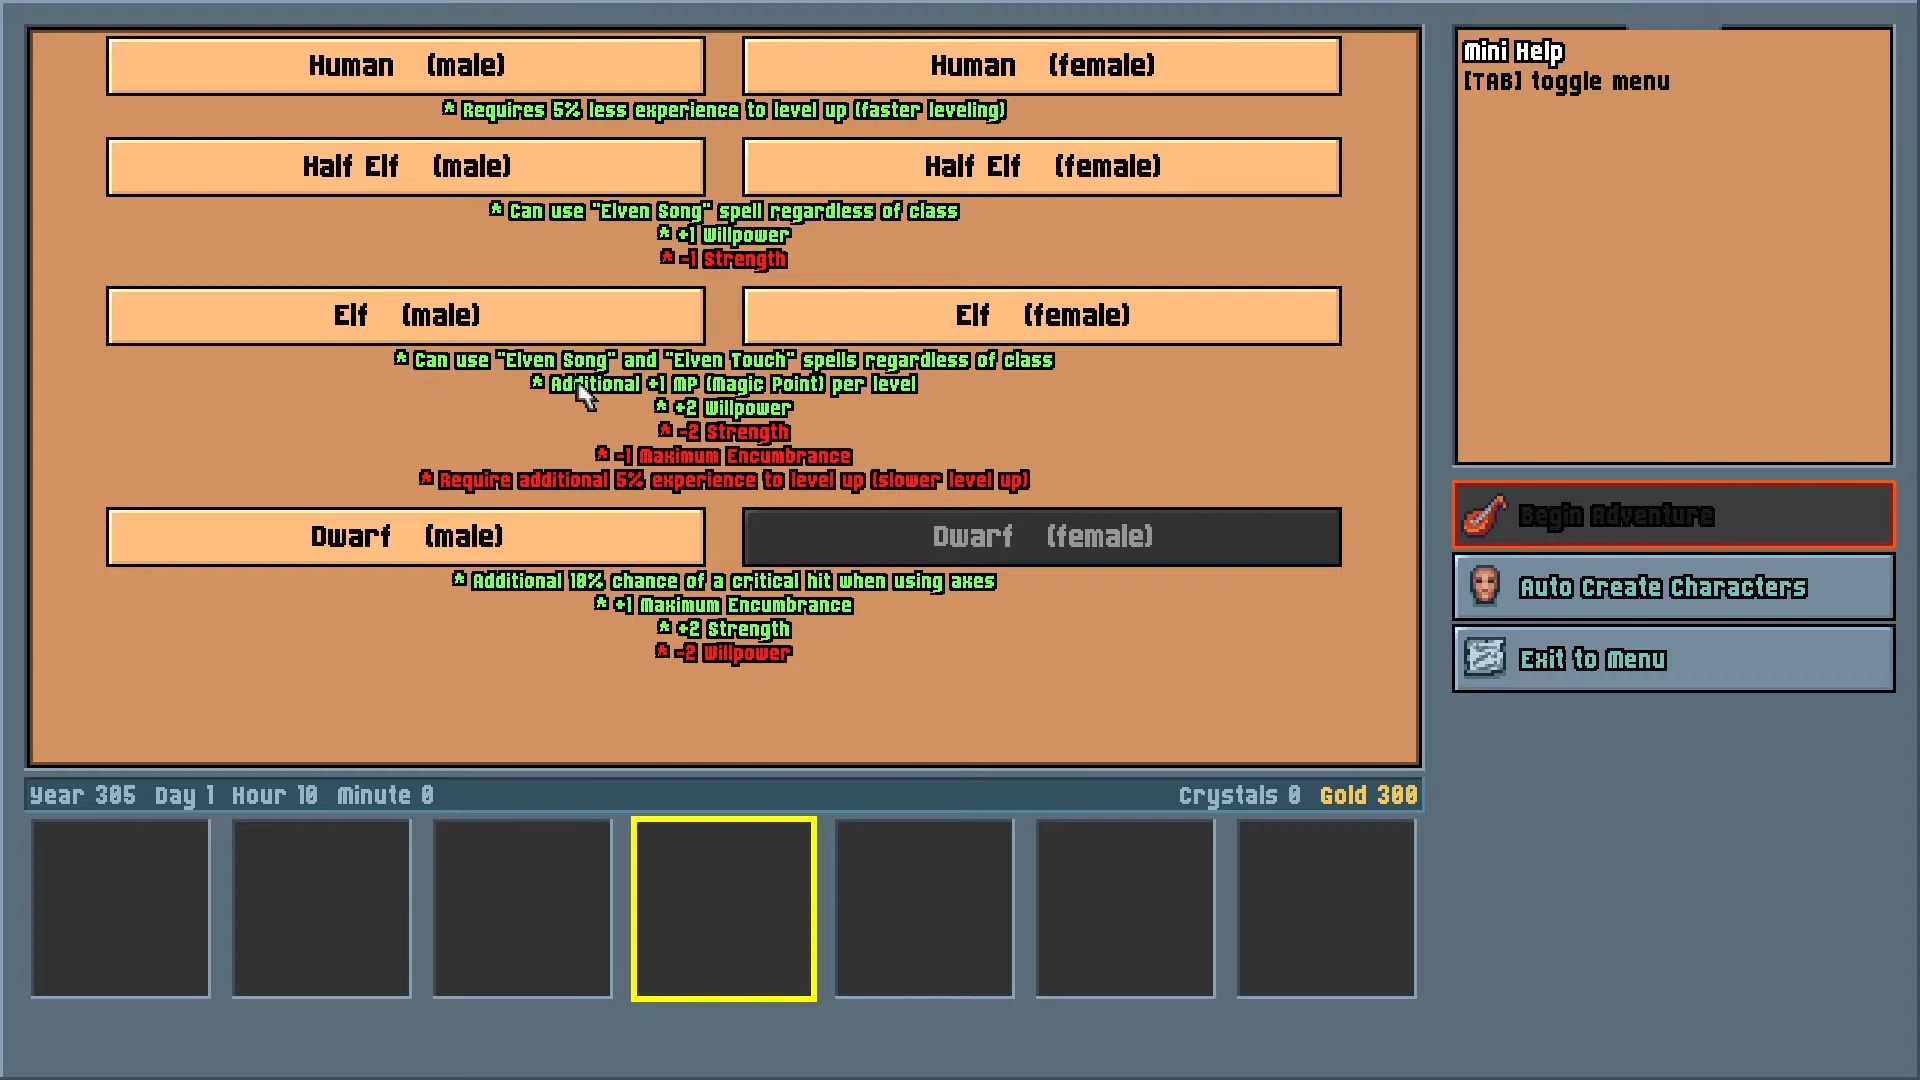 Human (male)
Human (female)
* Requires 5% less experience to level up (faster leveling)
Half Elf (male)
Half Elf (female)
* Can use "Elven Song" spell regardless of class
* +1 Willpower
* -1 Strength
Elf (male)
Elf (female)
* Can use "Elven Song" and "Elven Touch" spells regardless of class
* Additional +1 MP (Magic Point) per level
* +2 Willpower
* -2 Strength
* -1 Maximum Encumbrance
* Require additional 5% experience to level up (slower level up)
Dwarf (male)
Dwarf (female)
* Additional 10% chance of a critical hit when using axes
* +1 Maximum Encumbrance
* +2 Strength
* -2 Willpower
Mini Help
[TAB] toggle menu
Begin Adventure
Auto Create Characters
Exit to Menu
Year 305 Day 1 Hour 10 Minute 0
Crystals 0 Gold 300